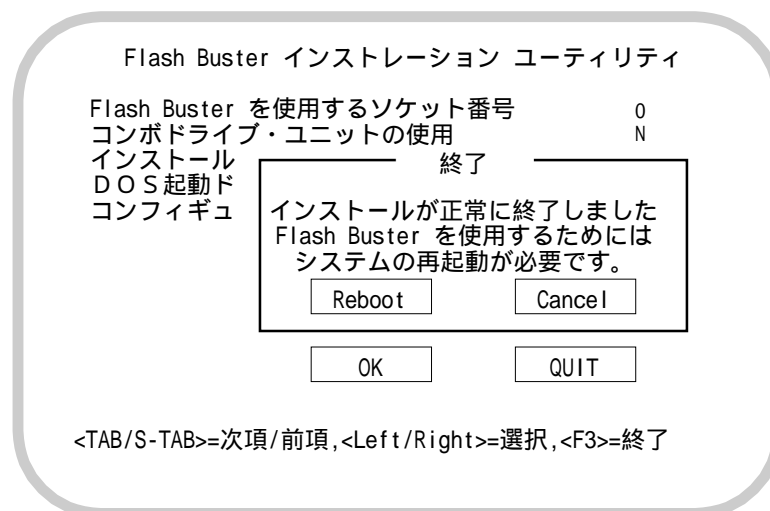 Flash Buster インストレーション ユーティリティ
Flash Buster を使用するソケット番号 0
コンボドライブ・ユニットの使用 N
インストール
ＤＯＳ起動ド
コンフィギュ
終了
インストールが正常に終了しました
Flash Buster を使用するためには
システムの再起動が必要です。
Reboot Cancel
OK QUIT
<TAB/S-TAB>=次項/前項,<Left/Right>=選択,<F3>=終了